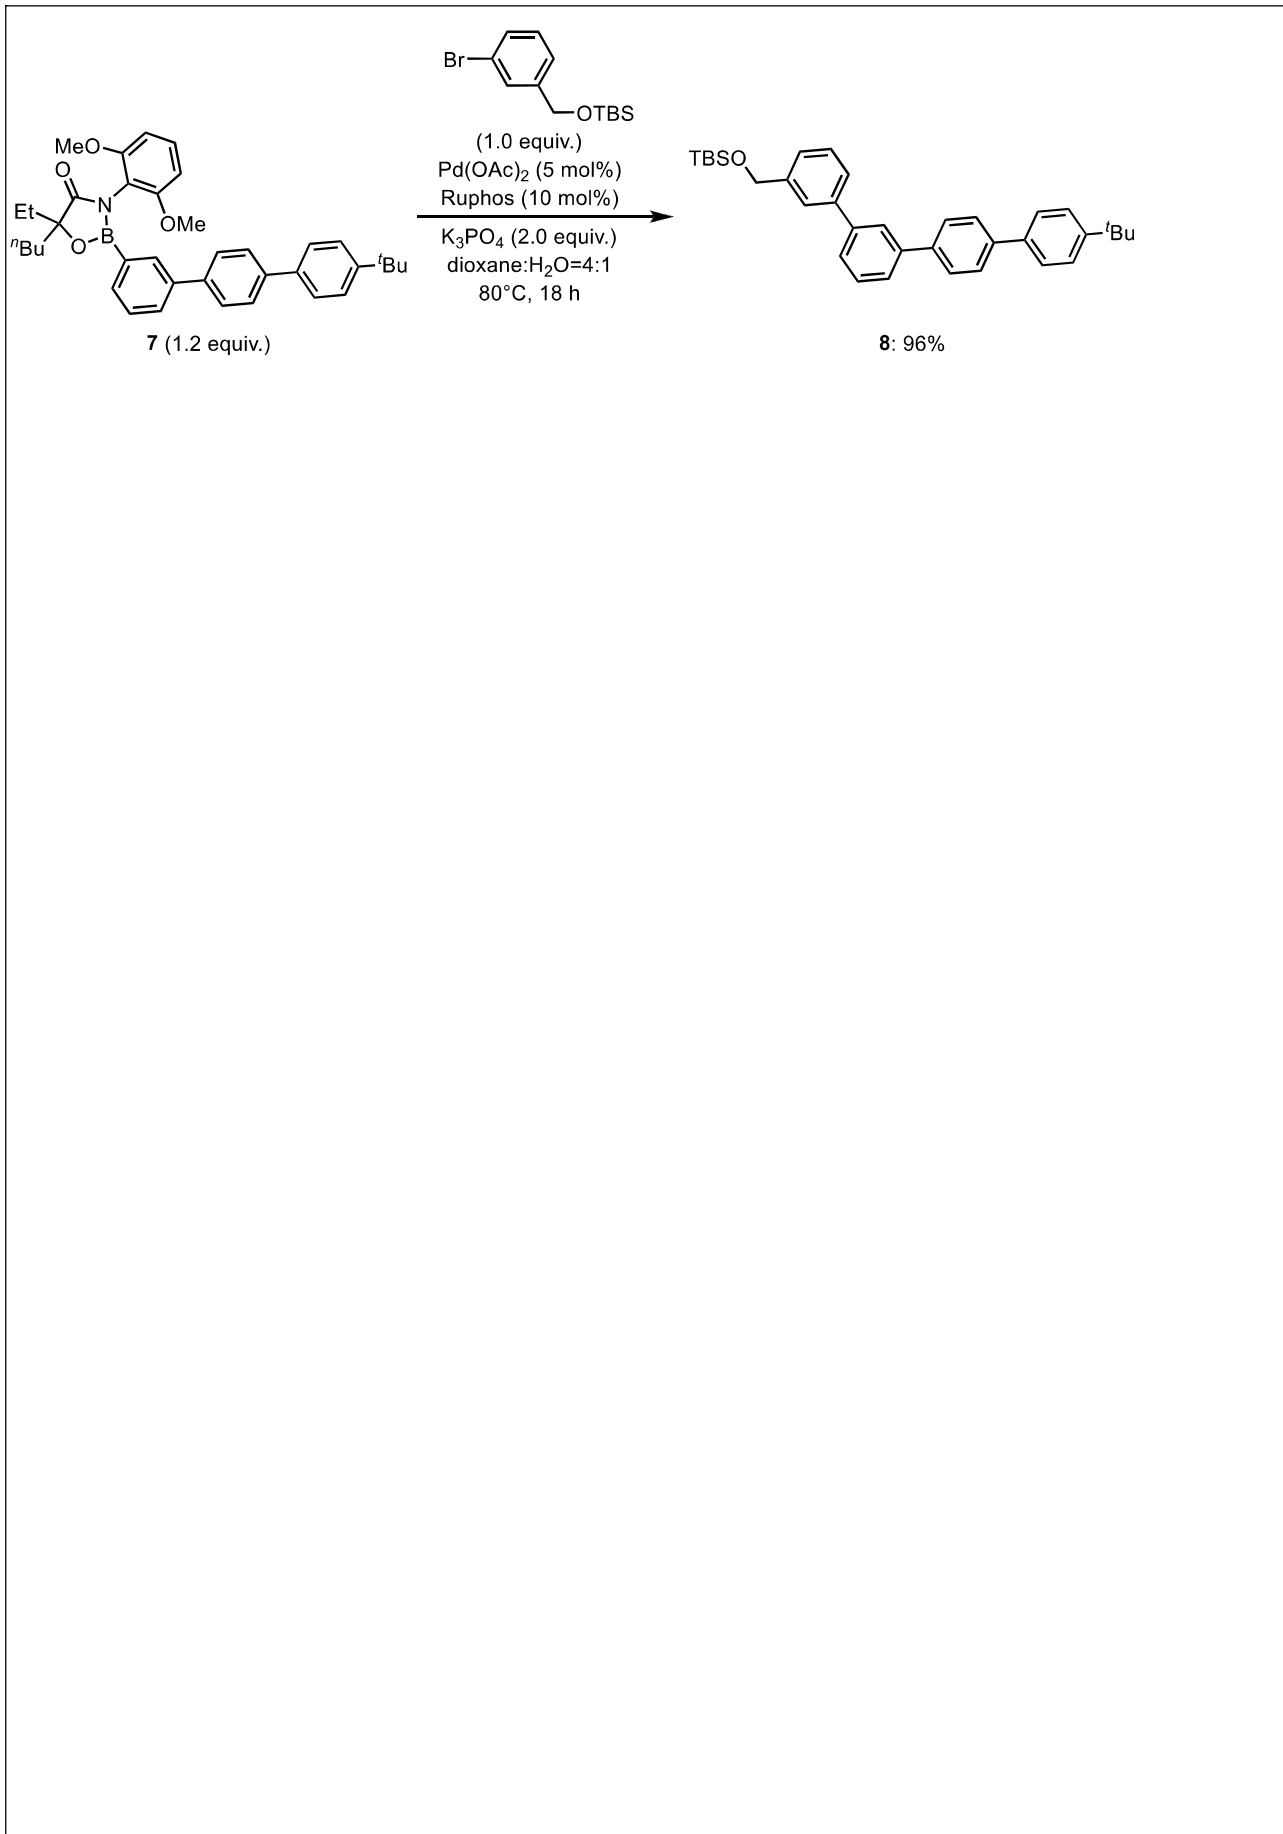 Br
OTBS
(1.0 equiv.)
Pd(OAc)2 (5 mol%)
Ruphos (10 mol%)
K3PO4 (2.0 equiv.)
dioxane:H2O=4:1
80°C, 18 h
MeO
O
N
Et
OMe
nBu
O
B
tBu
7 (1.2 equiv.)
TBSO
tBu
8: 96%